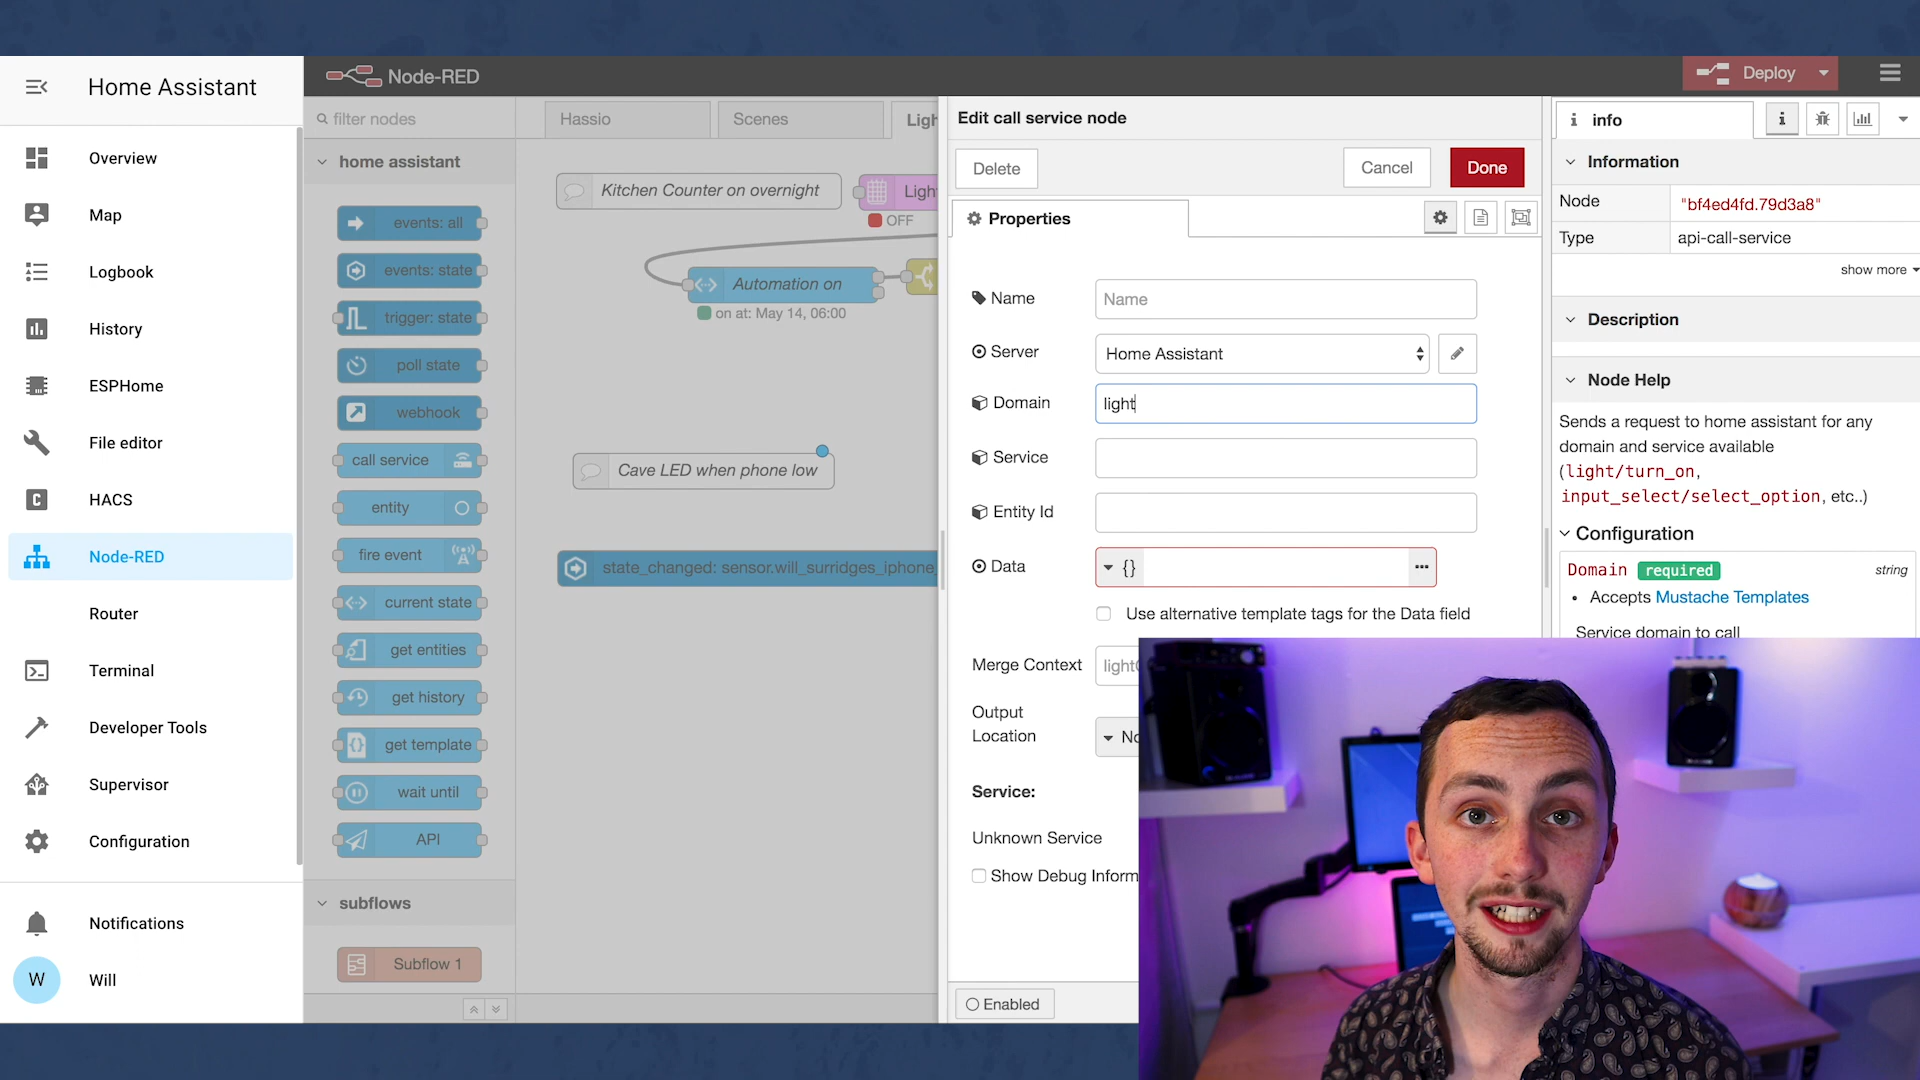 Home Assistant
Overview
Map
Logbook
History
ESPHome
File editor
HACS
Node-RED
Router
Terminal
Developer Tools
Supervisor
Configuration
Notifications
W
Will
Node-RED
filter nodes
home assistant
events: all
events: state
trigger: state
poll state
webhook
call service
entity
fire event
current state
get entities
get history
get template
wait until
API
subflows
Subflow 1
Hassio
Scenes
Ligh
Kitchen Counter on overnight
Light
OFF
Automation on
on at: May 14, 06:00
Cave LED when phone low
state_changed: sensor.will_surridges_iphone_
Edit call service node
Delete
Cancel
Done
Properties
Name
Name
Server
Home Assistant
Domain
light
Service
Entity Id
Data
{}
Use alternative template tags for the Data field
Merge Context
Output
Location
Service:
Unknown Service
Show Debug Inform
Enabled
Deploy
info
Information
Node
"bf4ed4fd.79d3a8"
Type
api-call-service
show more
Description
Node Help
Sends a request to home assistant for any
domain and service available
(light/turn_on,
input_select/select_option, etc..)
Configuration
Domain required string
Accepts Mustache Templates
Service domain to call